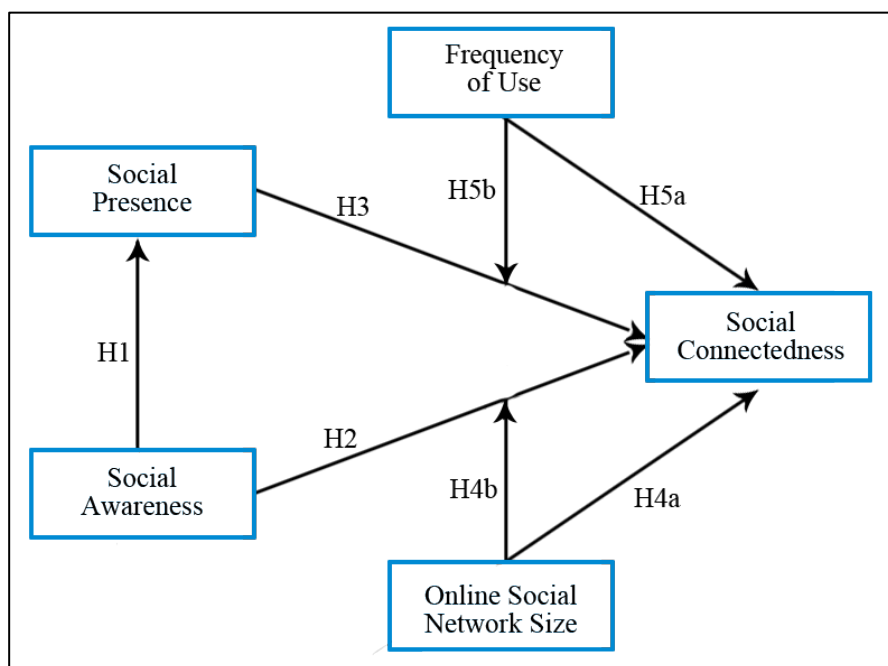 Frequency
of Use
Social
Presence
H3
H5b
H5a
Social
Connectedness
H1
H2
Social
Awareness
H4b
H4a
Online Social
Network Size